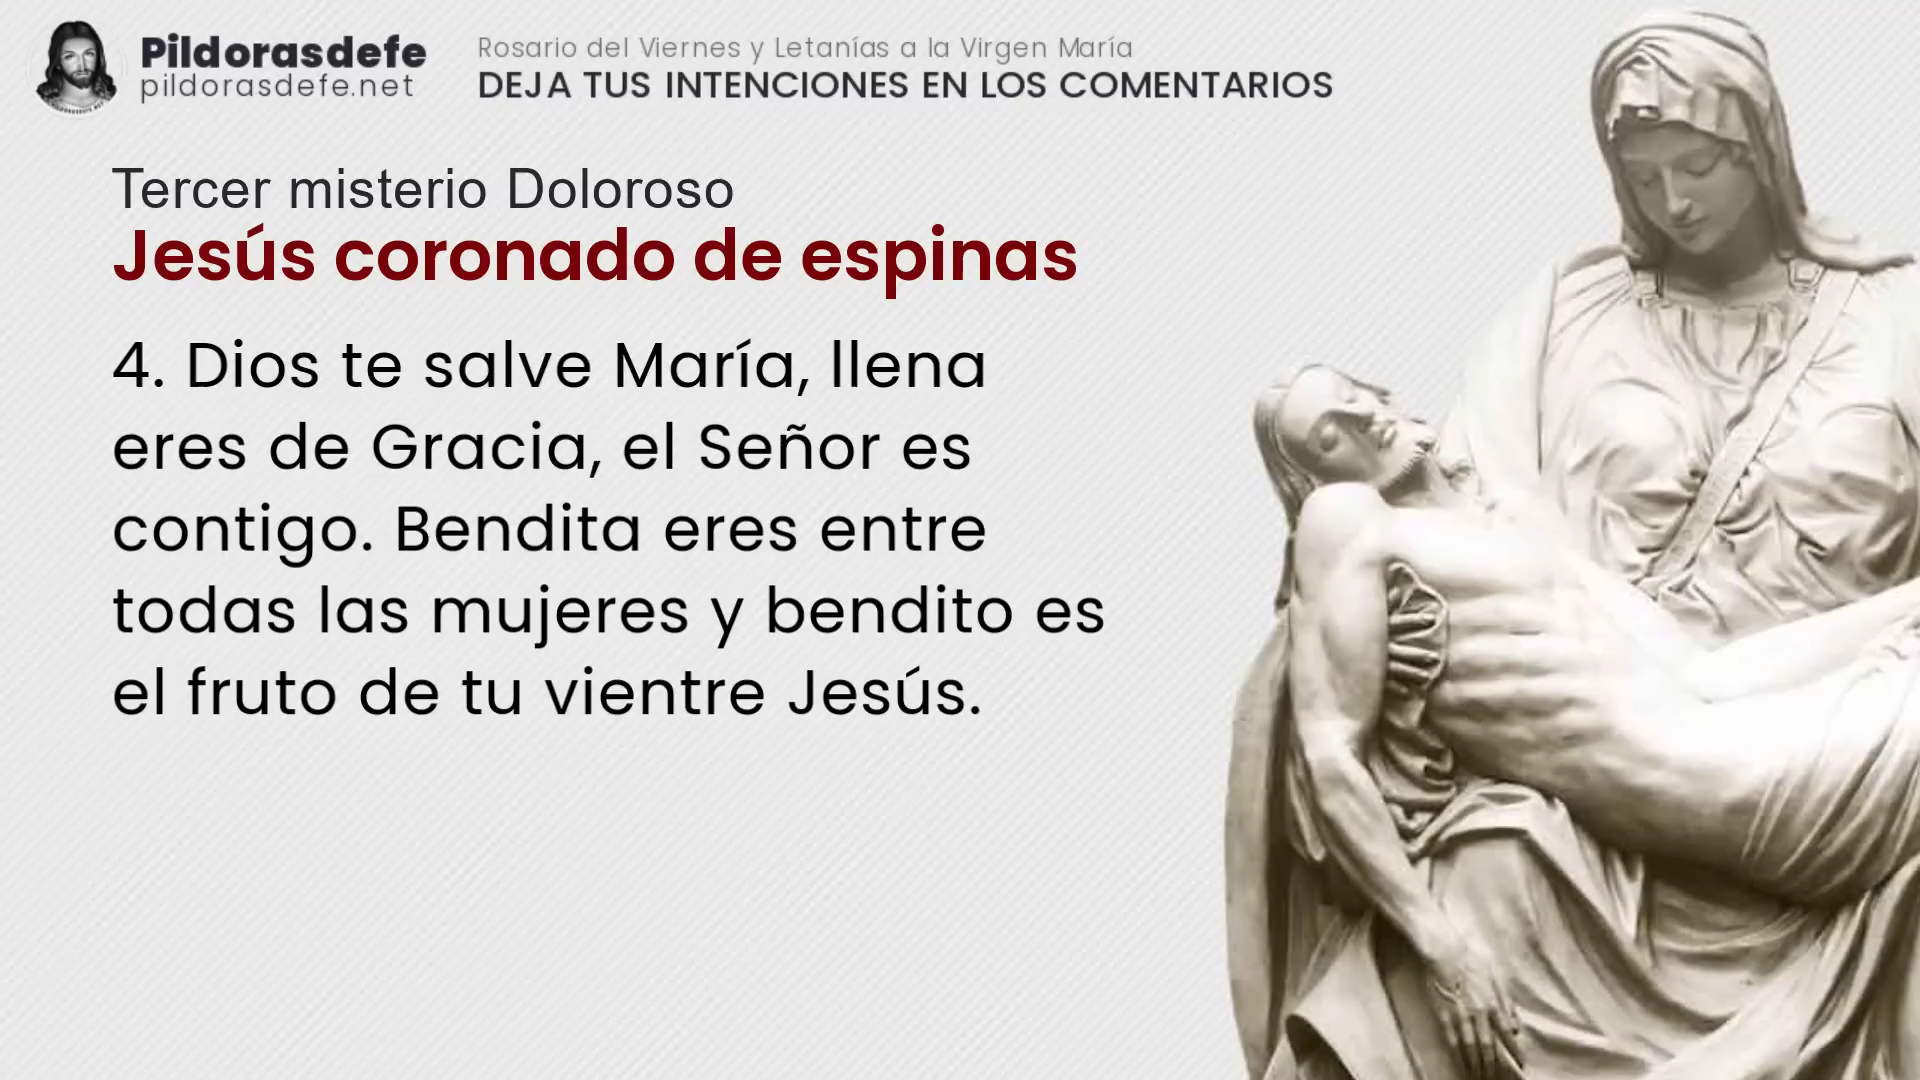 Pildorasdefe
pildorasdefe.net
Rosario del Viernes y Letanías a la Virgen María
DEJA TUS INTENCIONES EN LOS COMENTARIOS
Tercer misterio Doloroso
Jesús coronado de espinas
4. Dios te salve María, llena
eres de Gracia, el Señor es
contigo. Bendita eres entre
todas las mujeres y bendito es
el fruto de tu vientre Jesús.